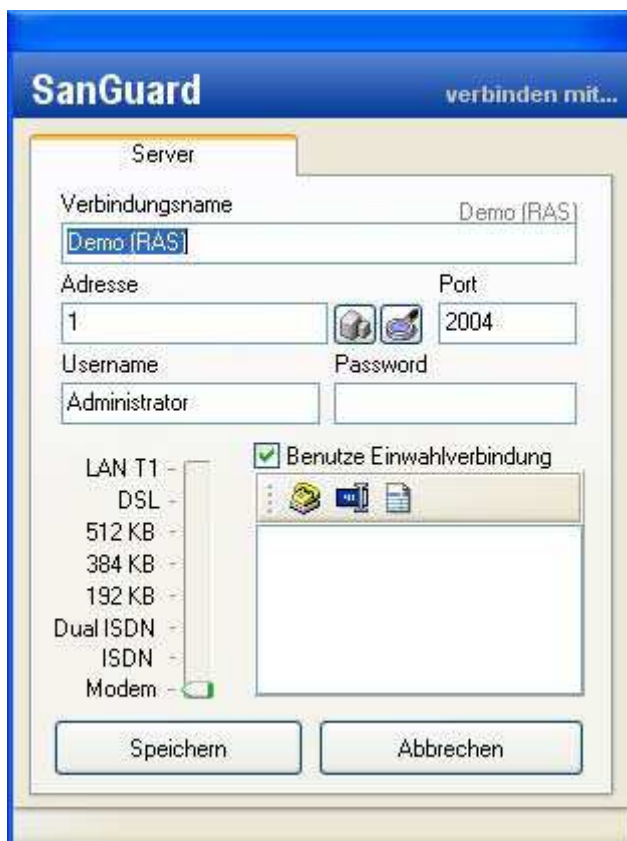 SanGuard verbinden mit...
Server
Verbindungsname Demo (RAS)
Demo (RAS)
Adresse Port
1 2004
Username Password
Administrator
LAN T1
DSL
512 KB
384 KB
192 KB
Dual ISDN
ISDN
Modem
Benutze Einwahlverbindung
Speichern Abbrechen